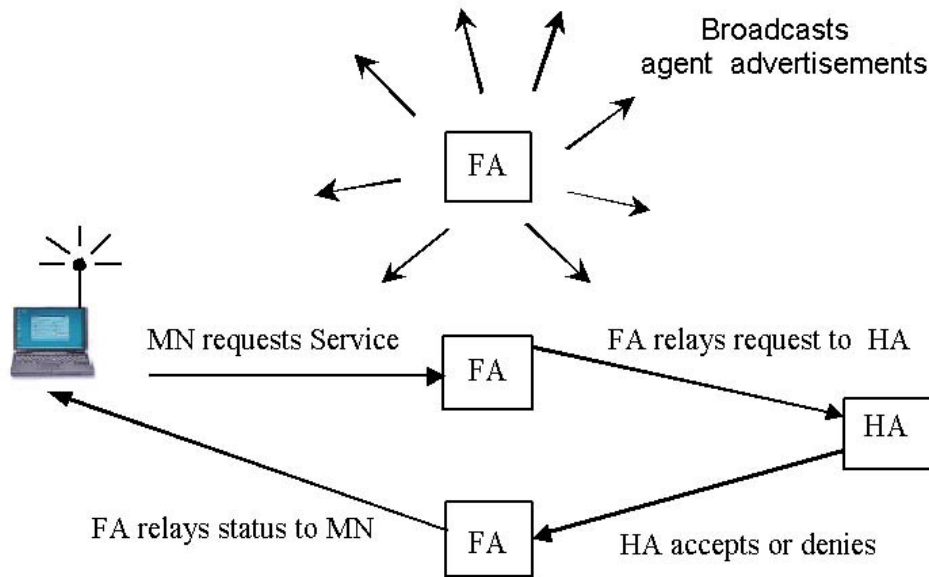 Broadcasts
agent advertisements
FA
MN requests Service
FA
FA relays request to HA
HA
FA relays status to MN
FA
HA accepts or denies